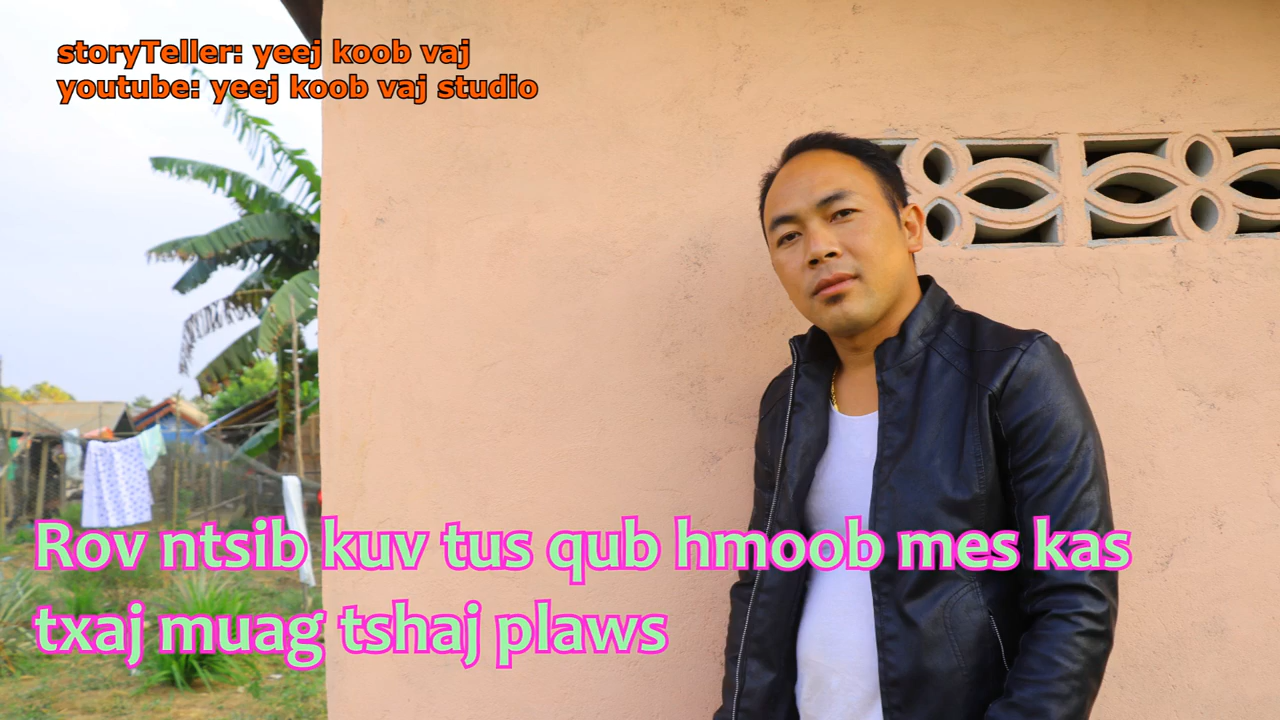 storyTeller: yeej koob vaj
youtube: yeej koob vaj studio
Rov ntsib kuv tus qub hmoob mes kas
txaj muag tshaj plaws